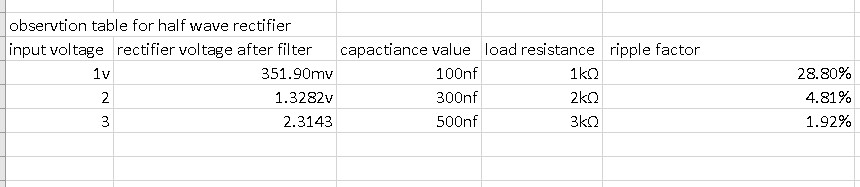 observtion table for half wave rectifier
input voltage rectifier voltage after filter capactiance value load resistance ripple factor
1v 351.90mv 100nf 1kΩ 28.80%
2 1.3282v 300nf 2kΩ 4.81%
3 2.3143 500nf 3kΩ 1.92%